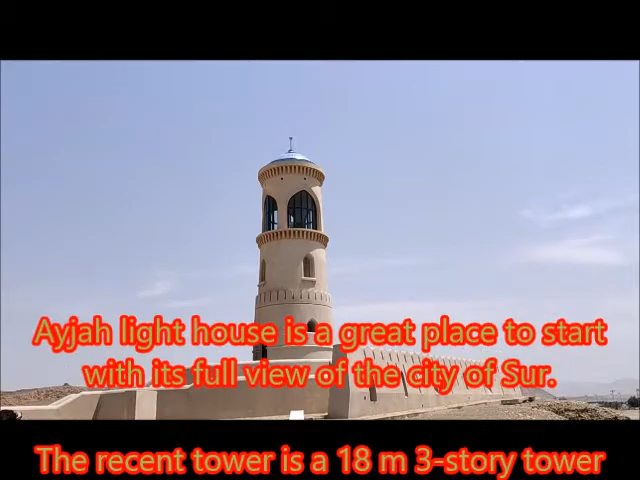 Ayjah light house is a great place to start
with its full view of the city of Sur.
The recent tower is a 18 m 3-story tower